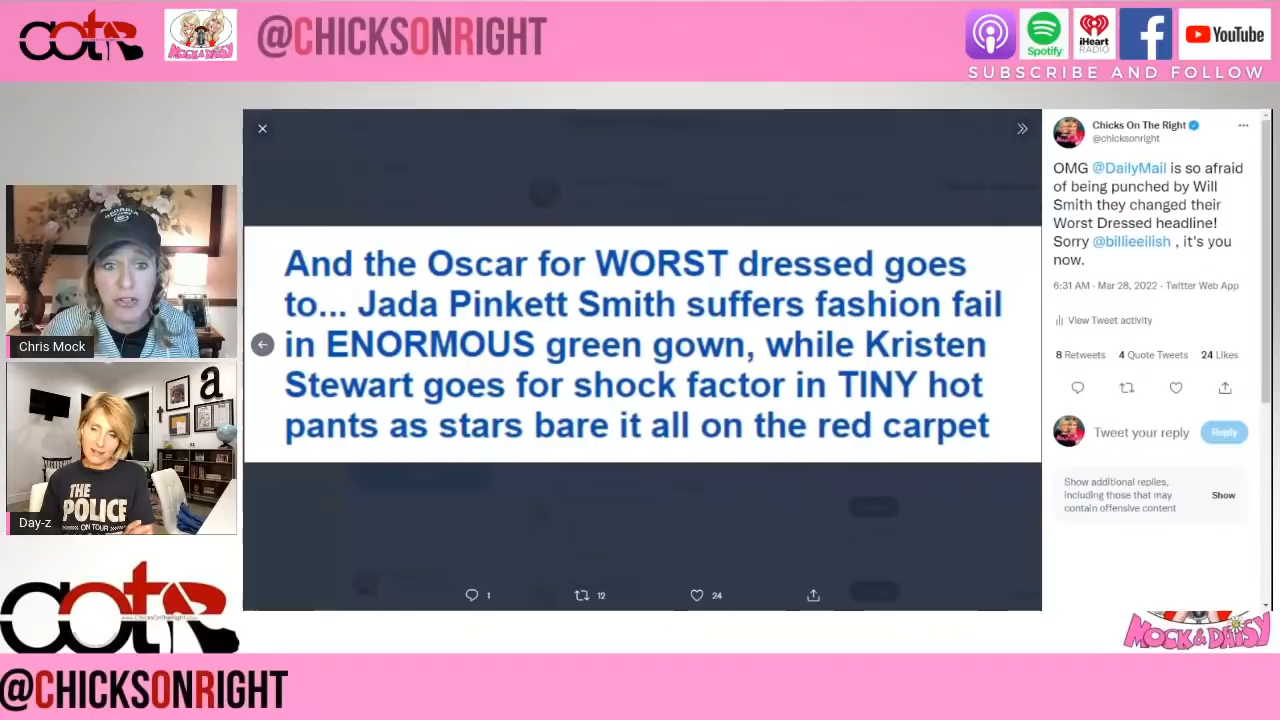 cotr
MOCK & DAISY
@CHICKSONRIGHT
Spotify
iHeart
RADIO
YouTube
SUBSCRIBE AND FOLLOW
Chris Mock
a
THE
POLICE
ON TOUR
Day-z
And the Oscar for WORST dressed goes
to... Jada Pinkett Smith suffers fashion fail
in ENORMOUS green gown, while Kristen
Stewart goes for shock factor in TINY hot
pants as stars bare it all on the red carpet
1
12
24
Chicks On The Right
@chicksonright
OMG @DailyMail is so afraid
of being punched by Will
Smith they changed their
Worst Dressed headline!
Sorry @billieeilish , it's you
now.
6:31 AM · Mar 28, 2022 · Twitter Web App
View Tweet activity
8 Retweets 4 Quote Tweets 24 Likes
Tweet your reply
Reply
Show additional replies,
including those that may
contain offensive content
Show
cotr
MOCK & DAISY
@CHICKSONRIGHT